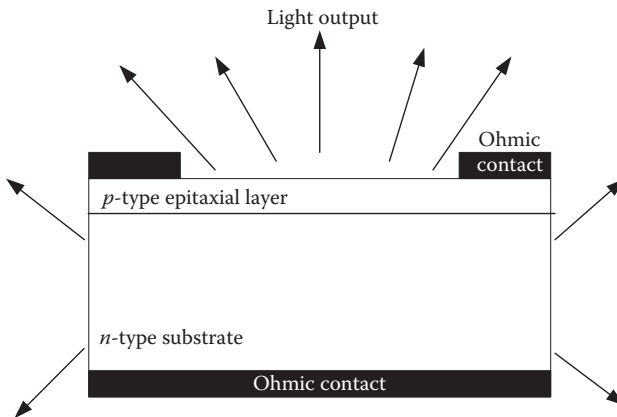 Light output
Ohmic
contact
p-type epitaxial layer
n-type substrate
Ohmic contact